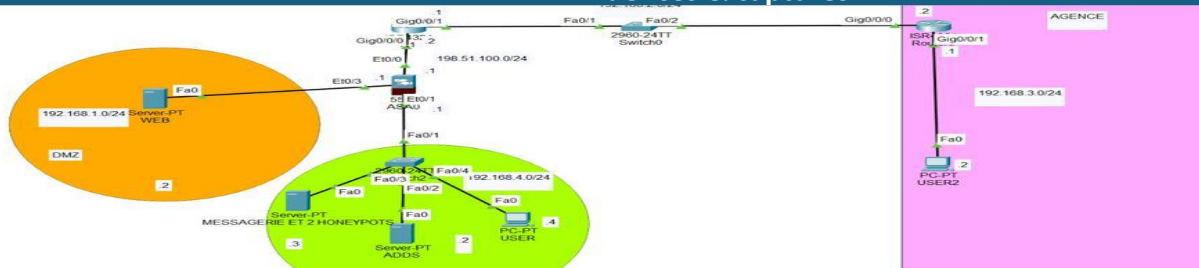 .1
Gig0/0/1
Fa0/1
Fa0/2
2960-24TT
Switch0
Gig0/0/0
.2
AGENCE
Gig0/0/1
.1
Gig0/0/0
.2
Et0/0
198.51.100.0/24
.1
Et0/3
.1
Et0/1
.1
Fa0
192.168.1.0/24
Server-PT
WEB
192.168.3.0/24
DMZ
.2
Fa0/1
Fa0
.2
PC-PT
USER2
Fa0/4
Fa0/3
Fa0/2
192.168.4.0/24
Fa0
Fa0
Fa0
Server-PT
MESSAGERIE ET 2 HONEYPOTS
.3
Server-PT
ADDS
.2
PC-PT
USER
.4